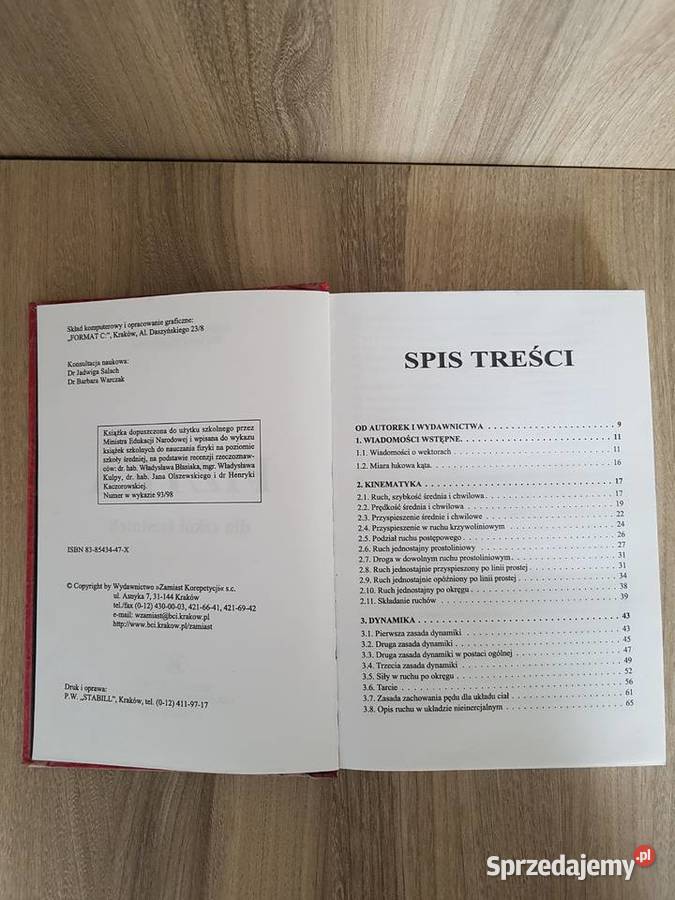 Skład komputerowy i opracowanie graficzne:
„FORMAT C:”, Kraków, Al. Daszyńskiego 23/8
Konsultacja naukowa:
Dr Jadwiga Salach
Dr Barbara Warczak
Książka dopuszczona do użytku szkolnego przez
Ministra Edukacji Narodowej i wpisana do wykazu
książek szkolnych do nauczania fizyki na poziomie
szkoły średniej, na podstawie recenzji rzeczoznaw-
ców: dr. hab. Władysława Błasiaka, mgr. Władysława
Kulpy, dr. hab. Jana Olszewskiego i dr Henryki
Kaczorowskiej.
Numer w wykazie 93/98
ISBN 83-85434-47-X
© Copyright by Wydawnictwo »Zamiast Korepetycji« s.c.
ul. Asnyka 7, 31-144 Kraków
tel./fax (0-12) 430-00-03, 421-66-41, 421-69-42
e-mail: wzamiast@bci.krakow.pl
http://www.bci.krakow.pl/zamiast
Druk i oprawa:
P.W. „STABILL”, Kraków, tel. (0-12) 411-97-17
SPIS TREŚCI
OD AUTOREK I WYDAWNICTWA . . . . . . . . . . . . . . . . . . . . 9
1. WIADOMOŚCI WSTĘPNE. . . . . . . . . . . . . . . . . . . . . . . 11
1.1. Wiadomości o wektorach . . . . . . . . . . . . . . . . . . . . . . 11
1.2. Miara łukowa kąta. . . . . . . . . . . . . . . . . . . . . . . . . 16
2. KINEMATYKA . . . . . . . . . . . . . . . . . . . . . . . . . . . 17
2.1. Ruch, szybkość średnia i chwilowa . . . . . . . . . . . . . . . . . 17
2.2. Prędkość średnia i chwilowa . . . . . . . . . . . . . . . . . . . . 19
2.3. Przyspieszenie średnie i chwilowe . . . . . . . . . . . . . . . . . 22
2.4. Przyspieszenie w ruchu krzywoliniowym . . . . . . . . . . . . . . . 24
2.5. Podział ruchu postępowego . . . . . . . . . . . . . . . . . . . . . 26
2.6. Ruch jednostajny prostoliniowy . . . . . . . . . . . . . . . . . . . 27
2.7. Droga w dowolnym ruchu prostoliniowym . . . . . . . . . . . . . . . 31
2.8. Ruch jednostajnie przyspieszony po linii prostej . . . . . . . . . . 31
2.9. Ruch jednostajnie opóźniony po linii prostej . . . . . . . . . . . . 34
2.10. Ruch jednostajny po okręgu . . . . . . . . . . . . . . . . . . . . 38
2.11. Składanie ruchów . . . . . . . . . . . . . . . . . . . . . . . . . 39
3. DYNAMIKA . . . . . . . . . . . . . . . . . . . . . . . . . . . . 43
3.1. Pierwsza zasada dynamiki . . . . . . . . . . . . . . . . . . . . . 43
3.2. Druga zasada dynamiki . . . . . . . . . . . . . . . . . . . . . . . 45
3.3. Druga zasada dynamiki w postaci ogólnej . . . . . . . . . . . . . . 47
3.4. Trzecia zasada dynamiki . . . . . . . . . . . . . . . . . . . . . . 49
3.5. Siły w ruchu po okręgu . . . . . . . . . . . . . . . . . . . . . . 52
3.6. Tarcie . . . . . . . . . . . . . . . . . . . . . . . . . . . . . . 56
3.7. Zasada zachowania pędu dla układu ciał . . . . . . . . . . . . . . . 61
3.8. Opis ruchu w układzie nieinercjalnym . . . . . . . . . . . . . . . . 65
Sprzedajemy.pl